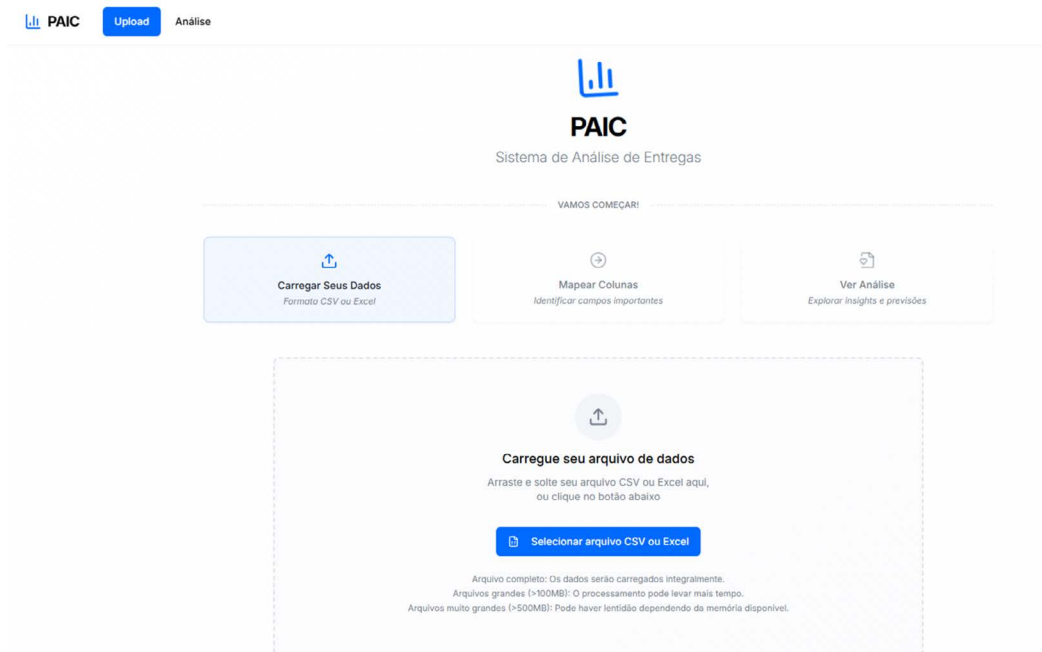 PAIC
Upload
Análise
PAIC
Sistema de Análise de Entregas
VAMOS COMEÇAR!
Carregar Seus Dados
Formato CSV ou Excel
Mapear Colunas
Identificar campos importantes
Ver Análise
Explorar insights e previsões
Carregue seu arquivo de dados
Arraste e solte seu arquivo CSV ou Excel aqui,
ou clique no botão abaixo
Selecionar arquivo CSV ou Excel
Arquivo completo: Os dados serão carregados integralmente.
Arquivos grandes (>100MB): O processamento pode levar mais tempo.
Arquivos muito grandes (>500MB): Pode haver lentidão dependendo da memória disponível.